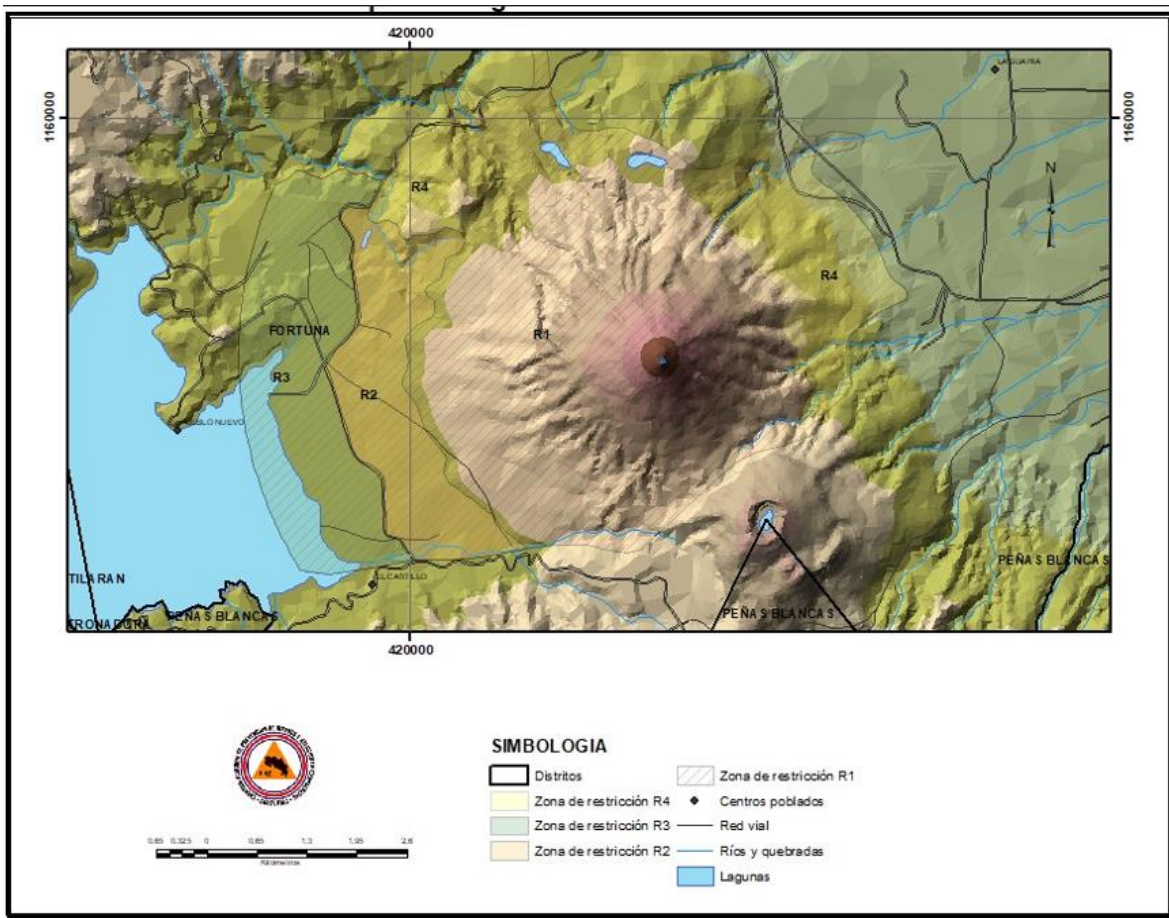 420000
LA GUARIA
1160000
1160000
N
R4
R4
FORTUNA
R1
R3
R2
PEÑAS BLANCAS
TILARAN
EL CASTILLO
PEÑAS BLANCAS
PEÑAS BLANCAS
TRONADORA
420000
SIMBOLOGIA
Distritos
Zona de restricción R1
Zona de restricción R4
Centros poblados
Zona de restricción R3
Red vial
Zona de restricción R2
Ríos y quebradas
Lagunas
0,65 0,325 0 0,65 1,3 1,95 2,6
Kilómetros